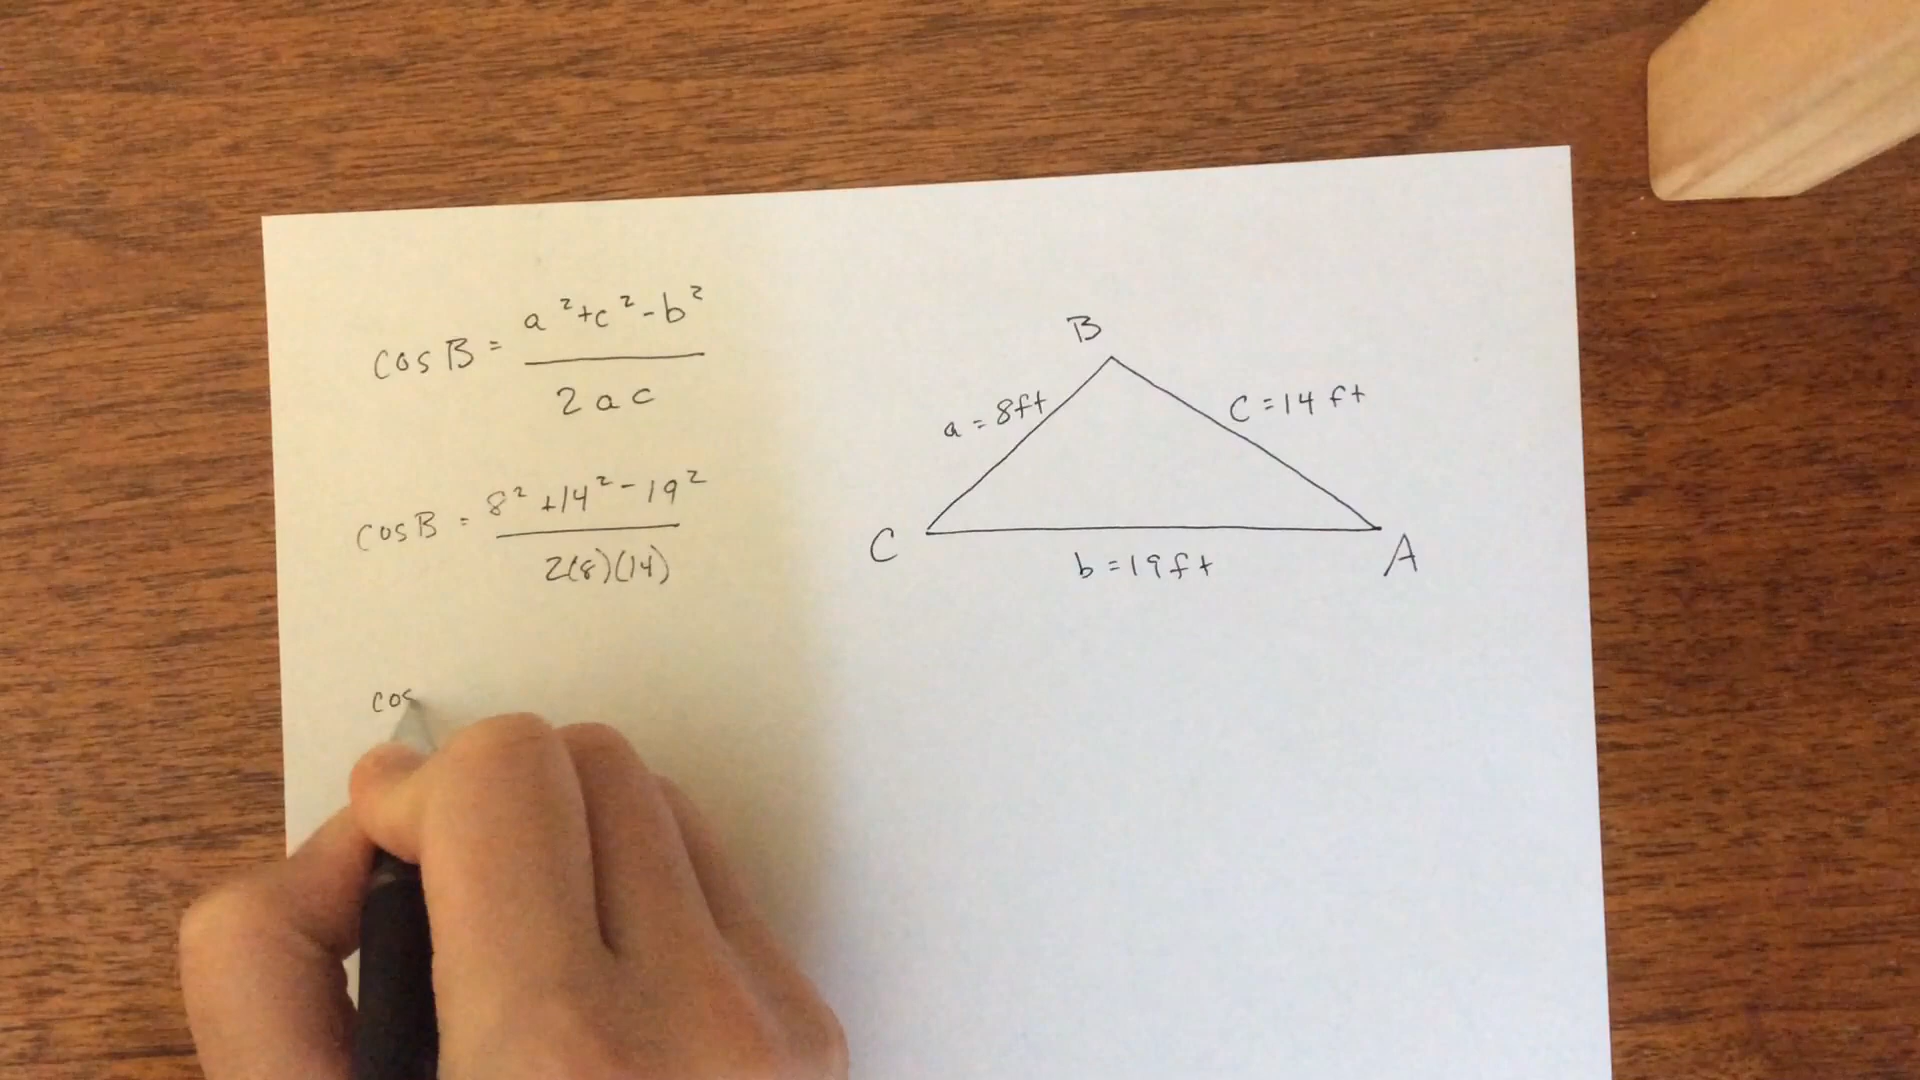 cos B = a²+c²-b² / 2ac
cos B = 8²+14²-19² / 2(8)(14)
cos
B
a = 8ft
c = 14 ft
C
b = 19ft
A